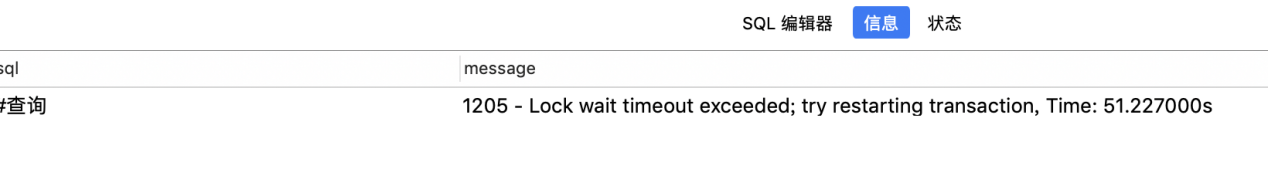 SQL 编辑器 信息 状态
sql message
#查询 1205 - Lock wait timeout exceeded; try restarting transaction, Time: 51.227000s